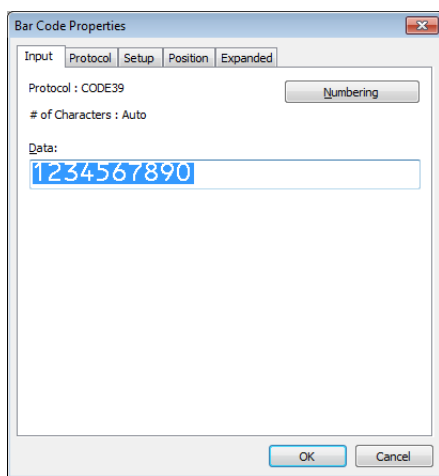 Bar Code Properties
Input Protocol Setup Position Expanded
Protocol : CODE39
Numbering
# of Characters : Auto
Data:
1234567890
OK Cancel